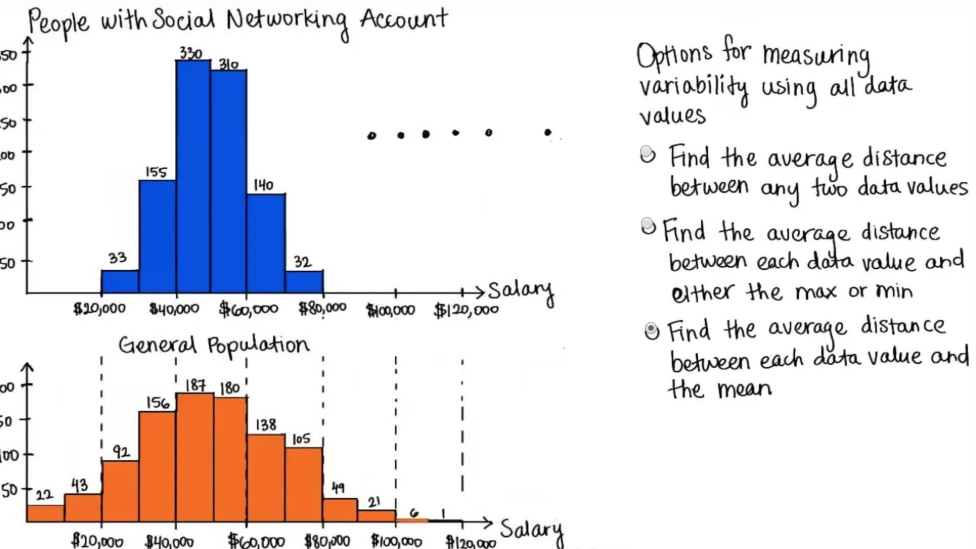 People with Social Networking Account
50
00
50
00
50
00
50
330
310
155
140
33
32
$20,000 $40,000 $60,000 $80,000 $100,000 $120,000
Salary
General Population
00
50
00
50
22
43
92
156
187
180
138
105
49
21
6
1
$20,000 $40,000 $60,000 $80,000 $100,000 $120,000
Salary
Options for measuring
variability using all data
values
Find the average distance
between any two data values
Find the average distance
between each data value and
either the max or min
Find the average distance
between each data value and
the mean